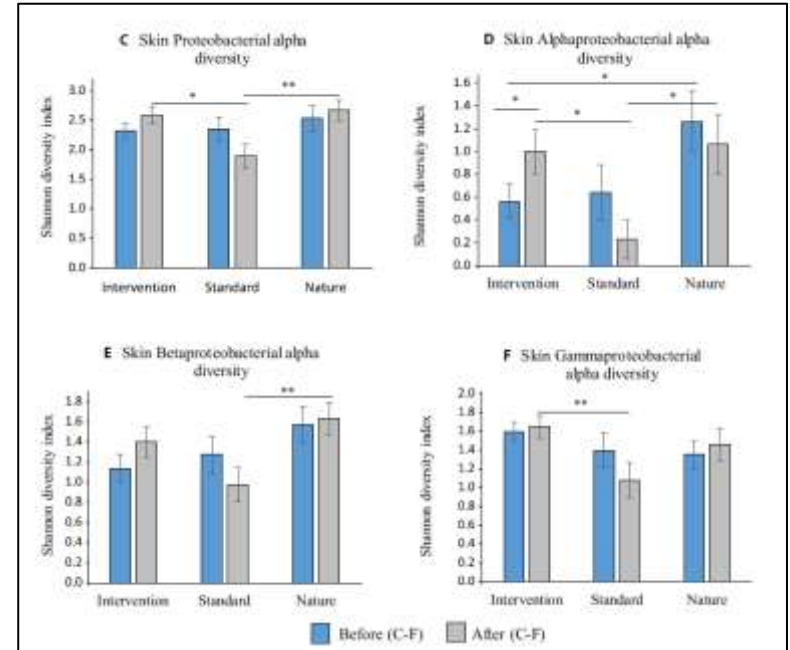 C Skin Proteobacterial alpha
diversity
Shannon diversity index
3.0
2.5
2.0
1.5
1.0
0.5
0.0
*
**
Intervention Standard Nature
D Skin Alphaproteobacterial alpha
diversity
Shannon diversity index
1.6
1.4
1.2
1.0
0.8
0.6
0.4
0.2
0.0
*
*
*
*
Intervention Standard Nature
E Skin Betaproteobacterial alpha
diversity
Shannon diversity index
1.8
1.6
1.4
1.2
1.0
0.8
0.6
0.4
0.2
0.0
**
Intervention Standard Nature
F Skin Gammaproteobacterial
alpha diversity
Shannon diversity index
2.0
1.8
1.6
1.4
1.2
1.0
0.8
0.6
0.4
0.2
0.0
**
Intervention Standard Nature
Before (C-F) After (C-F)